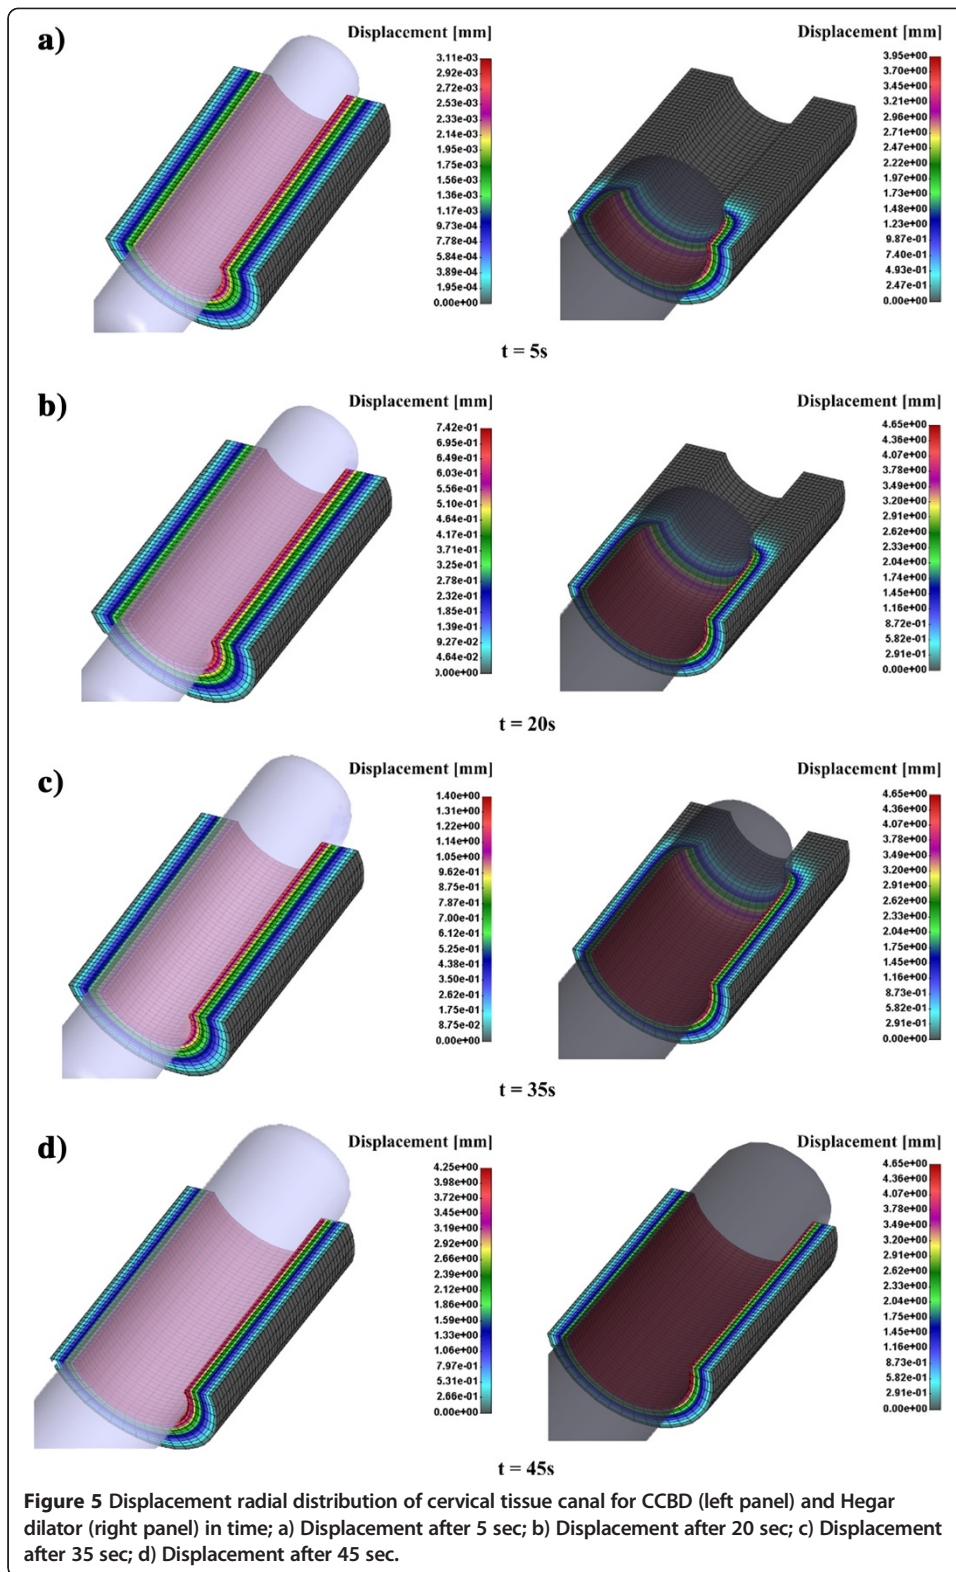 a)
Displacement [mm]
3.11e-03
2.92e-03
2.72e-03
2.53e-03
2.33e-03
2.14e-03
1.95e-03
1.75e-03
1.56e-03
1.36e-03
1.17e-03
9.73e-04
7.78e-04
5.84e-04
3.89e-04
1.95e-04
0.00e+00
Displacement [mm]
3.95e+00
3.70e+00
3.45e+00
3.21e+00
2.96e+00
2.71e+00
2.47e+00
2.22e+00
1.97e+00
1.73e+00
1.48e+00
1.23e+00
9.87e-01
7.40e-01
4.93e-01
2.47e-01
0.00e+00
t = 5s
b)
Displacement [mm]
7.42e-01
6.95e-01
6.49e-01
6.03e-01
5.56e-01
5.10e-01
4.64e-01
4.17e-01
3.71e-01
3.25e-01
2.78e-01
2.32e-01
1.85e-01
1.39e-01
9.27e-02
4.64e-02
0.00e+00
Displacement [mm]
4.65e+00
4.36e+00
4.07e+00
3.78e+00
3.49e+00
3.20e+00
2.91e+00
2.62e+00
2.33e+00
2.04e+00
1.74e+00
1.45e+00
1.16e+00
8.72e-01
5.82e-01
2.91e-01
0.00e+00
t = 20s
c)
Displacement [mm]
1.40e+00
1.31e+00
1.22e+00
1.14e+00
1.05e+00
9.62e-01
8.75e-01
7.87e-01
7.00e-01
6.12e-01
5.25e-01
4.38e-01
3.50e-01
2.62e-01
1.75e-01
8.75e-02
0.00e+00
Displacement [mm]
4.65e+00
4.36e+00
4.07e+00
3.78e+00
3.49e+00
3.20e+00
2.91e+00
2.62e+00
2.33e+00
2.04e+00
1.75e+00
1.45e+00
1.16e+00
8.73e-01
5.82e-01
2.91e-01
0.00e+00
t = 35s
d)
Displacement [mm]
4.25e+00
3.98e+00
3.72e+00
3.45e+00
3.19e+00
2.92e+00
2.66e+00
2.39e+00
2.12e+00
1.86e+00
1.59e+00
1.33e+00
1.06e+00
7.97e-01
5.31e-01
2.66e-01
0.00e+00
Displacement [mm]
4.65e+00
4.36e+00
4.07e+00
3.78e+00
3.49e+00
3.20e+00
2.91e+00
2.62e+00
2.33e+00
2.04e+00
1.75e+00
1.45e+00
1.16e+00
8.73e-01
5.82e-01
2.91e-01
0.00e+00
t = 45s
Figure 5 Displacement radial distribution of cervical tissue canal for CCBD (left panel) and Hegar
dilator (right panel) in time; a) Displacement after 5 sec; b) Displacement after 20 sec; c) Displacement
after 35 sec; d) Displacement after 45 sec.